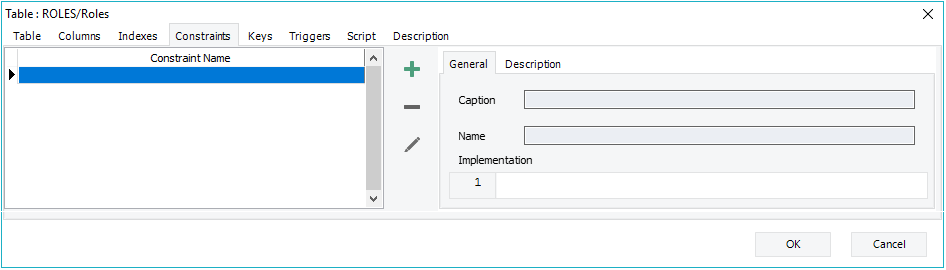 Table : ROLES/Roles
Table Columns Indexes Constraints Keys Triggers Script Description
Constraint Name
General Description
Caption
Name
Implementation
1
OK Cancel